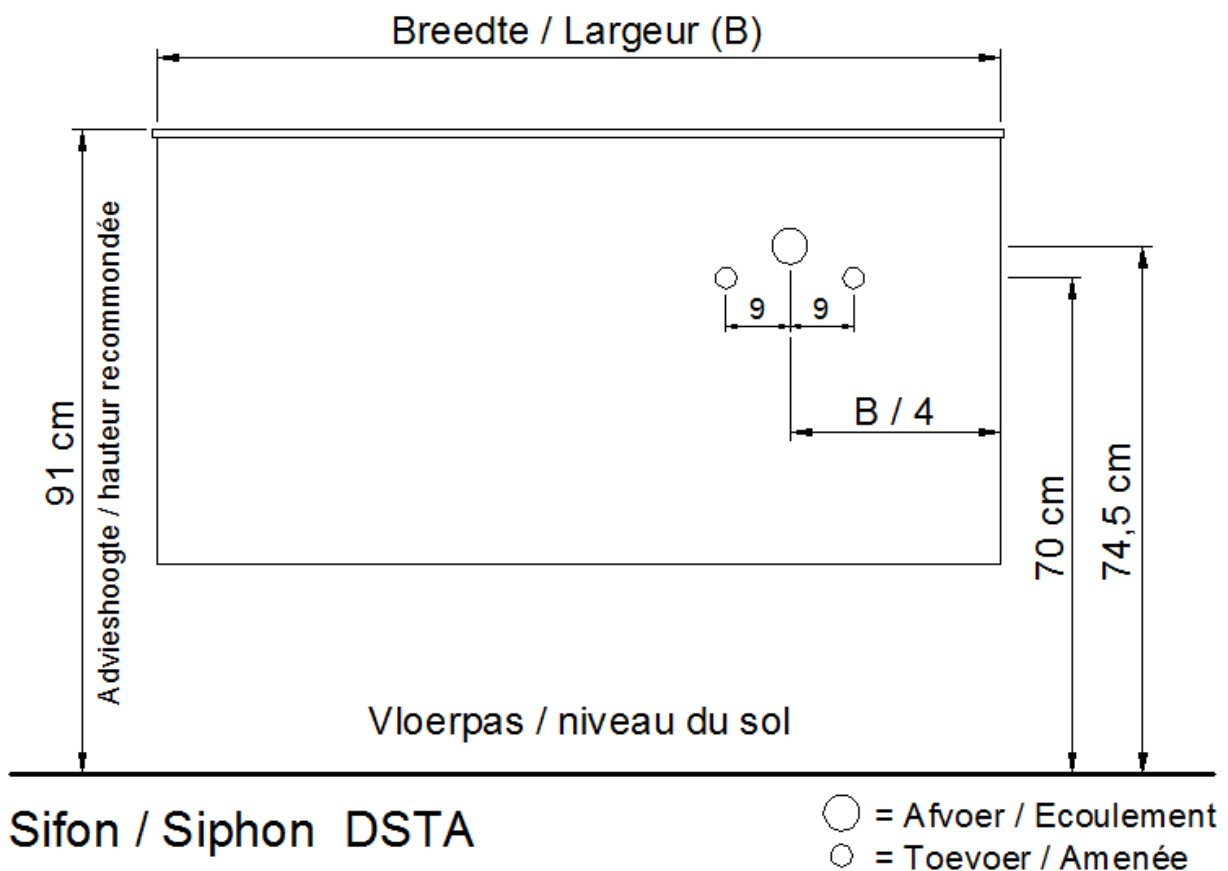 Breedte / Largeur (B)
91 cm
Advieshoogte / hauteur recommondée
9
9
B / 4
70 cm
74,5 cm
Vloerpas / niveau du sol
Sifon / Siphon DSTA
= Afvoer / Ecoulement
= Toevoer / Amenée